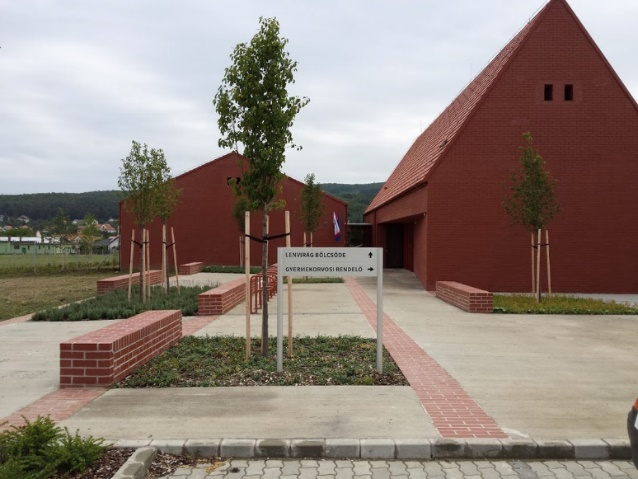 LENVIRÁG BÖLCSŐDE
GYERMEKORVOSI RENDELŐ